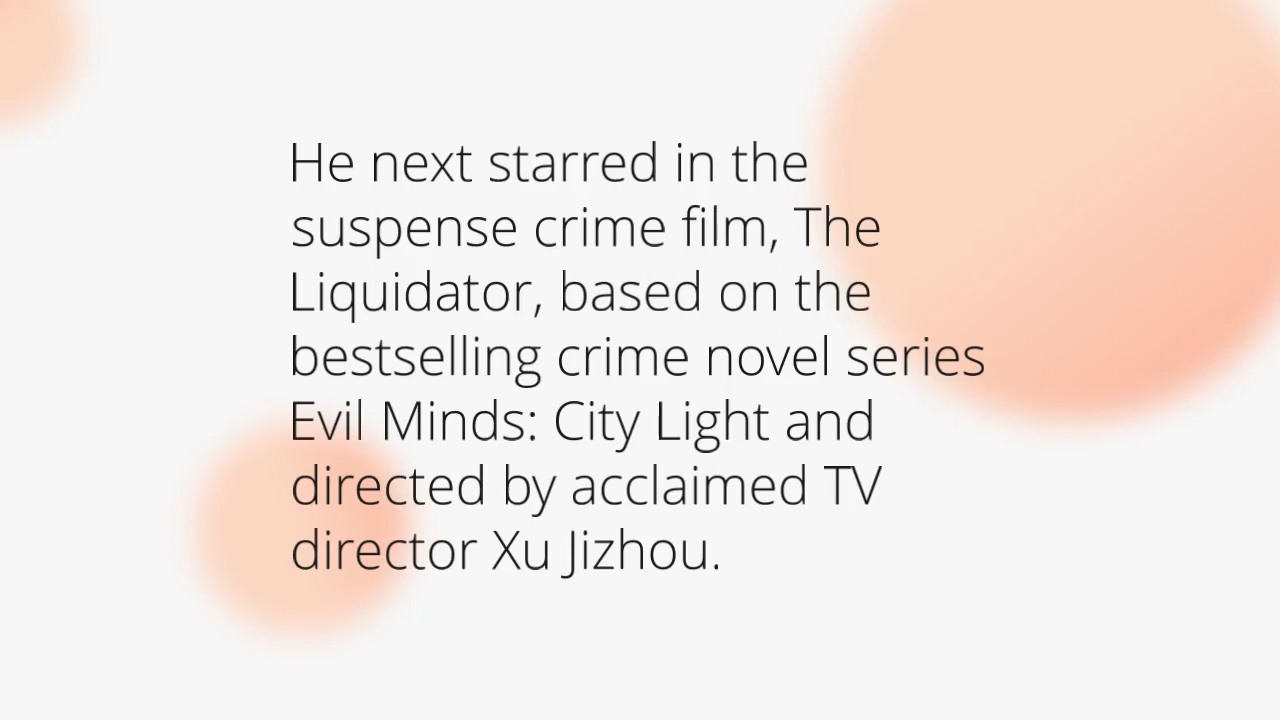 He next starred in the
suspense crime film, The
Liquidator, based on the
bestselling crime novel series
Evil Minds: City Light and
directed by acclaimed TV
director Xu Jizhou.